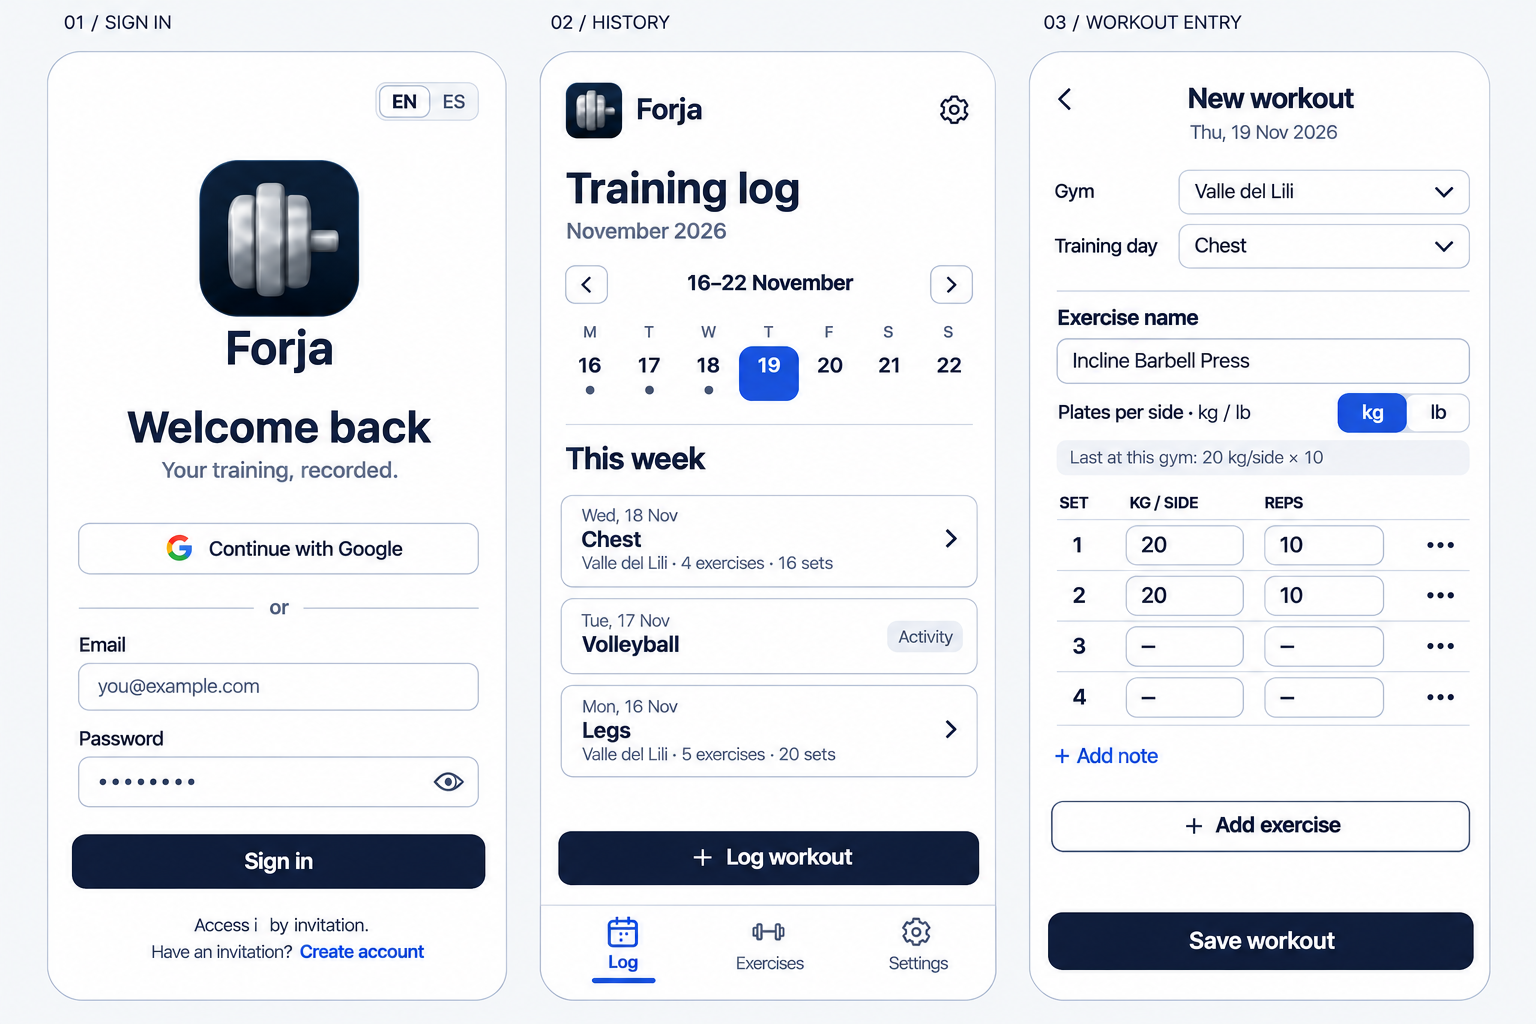 01 / SIGN IN
EN ES
Forja
Welcome back
Your training, recorded.
Continue with Google
or
Email
you@example.com
Password
Sign in
Access i by invitation.
Have an invitation? Create account
02 / HISTORY
Forja
Training log
November 2026
16–22 November
M T W T F S S
16 17 18 19 20 21 22
This week
Wed, 18 Nov
Chest
Valle del Lili · 4 exercises · 16 sets
Tue, 17 Nov
Volleyball
Activity
Mon, 16 Nov
Legs
Valle del Lili · 5 exercises · 20 sets
+ Log workout
Log Exercises Settings
03 / WORKOUT ENTRY
New workout
Thu, 19 Nov 2026
Gym Valle del Lili
Training day Chest
Exercise name
Incline Barbell Press
Plates per side · kg / lb kg lb
Last at this gym: 20 kg/side × 10
SET KG / SIDE REPS
1 20 10 •••
2 20 10 •••
3 – – •••
4 – – •••
+ Add note
+ Add exercise
Save workout